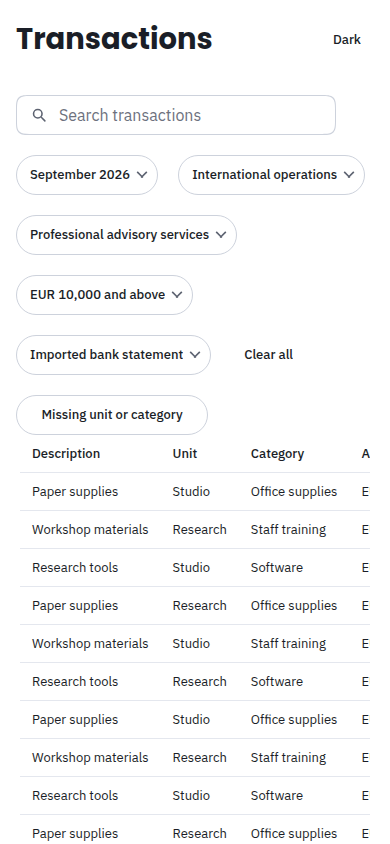 Transactions
Dark
Search transactions
September 2026
International operations
Professional advisory services
EUR 10,000 and above
Imported bank statement
Clear all
Missing unit or category
Description Unit Category A
Paper supplies Studio Office supplies E
Workshop materials Research Staff training E
Research tools Studio Software E
Paper supplies Research Office supplies E
Workshop materials Studio Staff training E
Research tools Research Software E
Paper supplies Studio Office supplies E
Workshop materials Research Staff training E
Research tools Studio Software E
Paper supplies Research Office supplies E